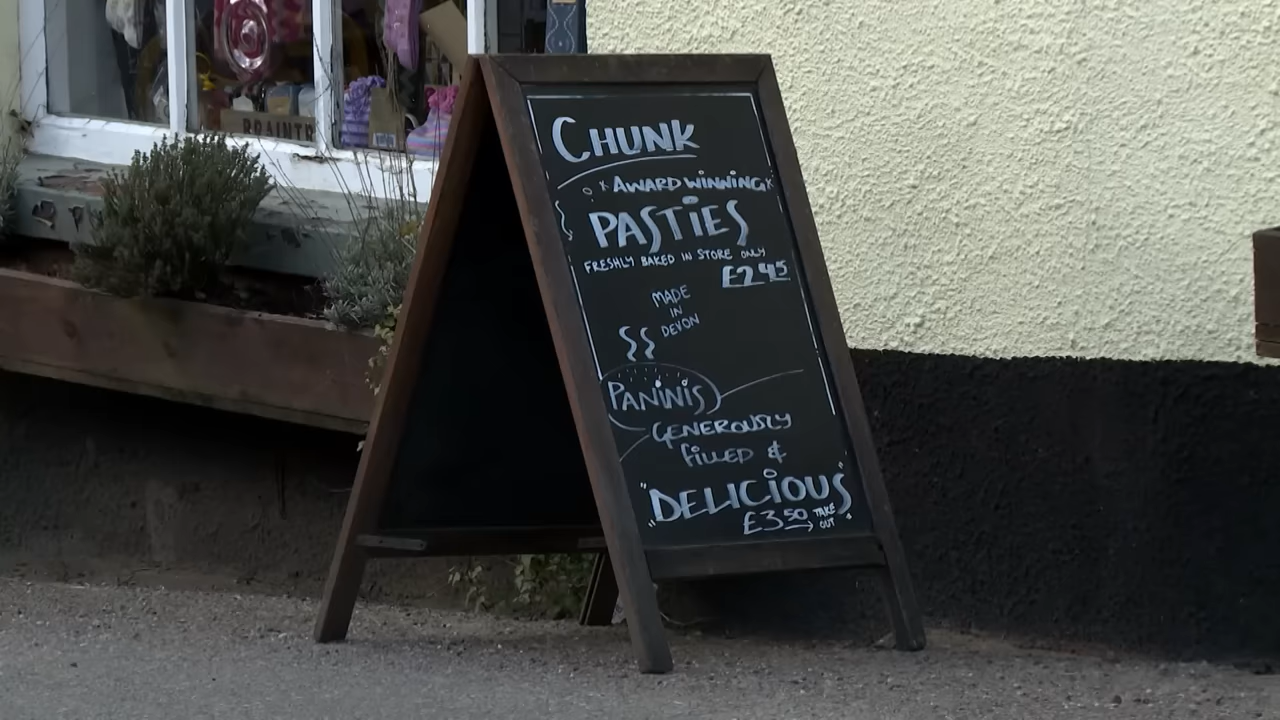 BRAINTR
CHUNK
AWARD WINNING
PASTIES
FRESHLY BAKED IN STORE ONLY
£2.45
MADE
IN
DEVON
PANINIS
GENEROUSLY
FILLED &
"DELICIOUS"
£3.50 TAKE
OUT